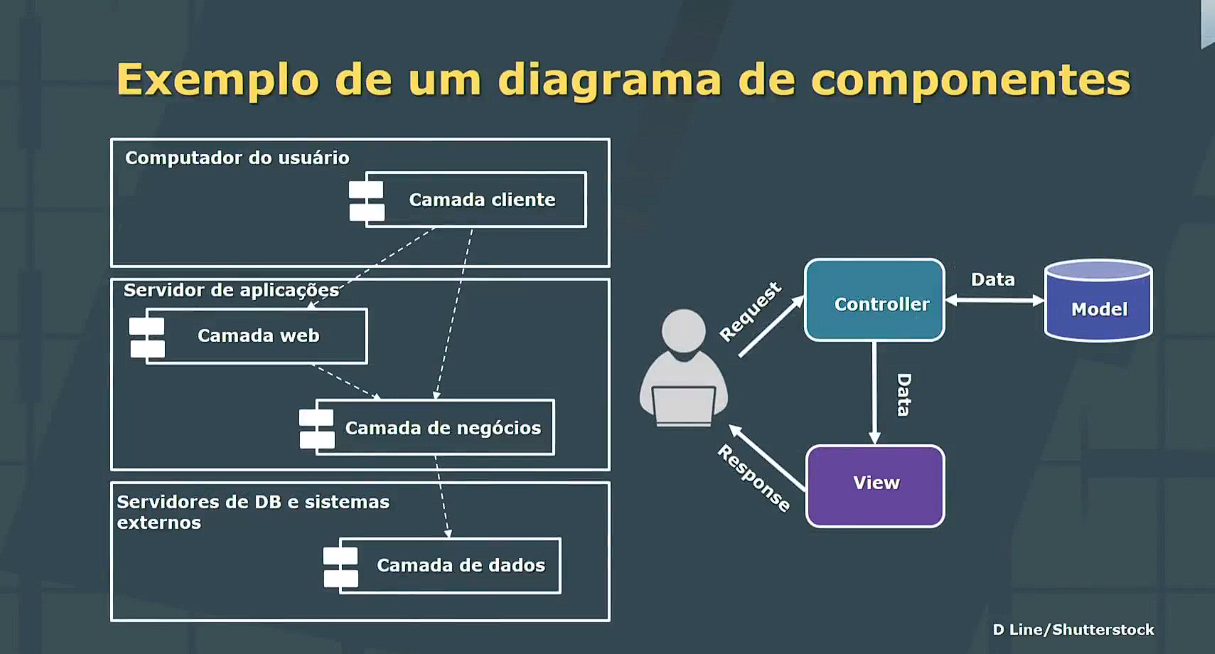 Exemplo de um diagrama de componentes
Computador do usuário
Camada cliente
Servidor de aplicações
Camada web
Camada de negócios
Servidores de DB e sistemas
externos
Camada de dados
Request
Controller
Data
Model
Data
Response
View
D Line/Shutterstock